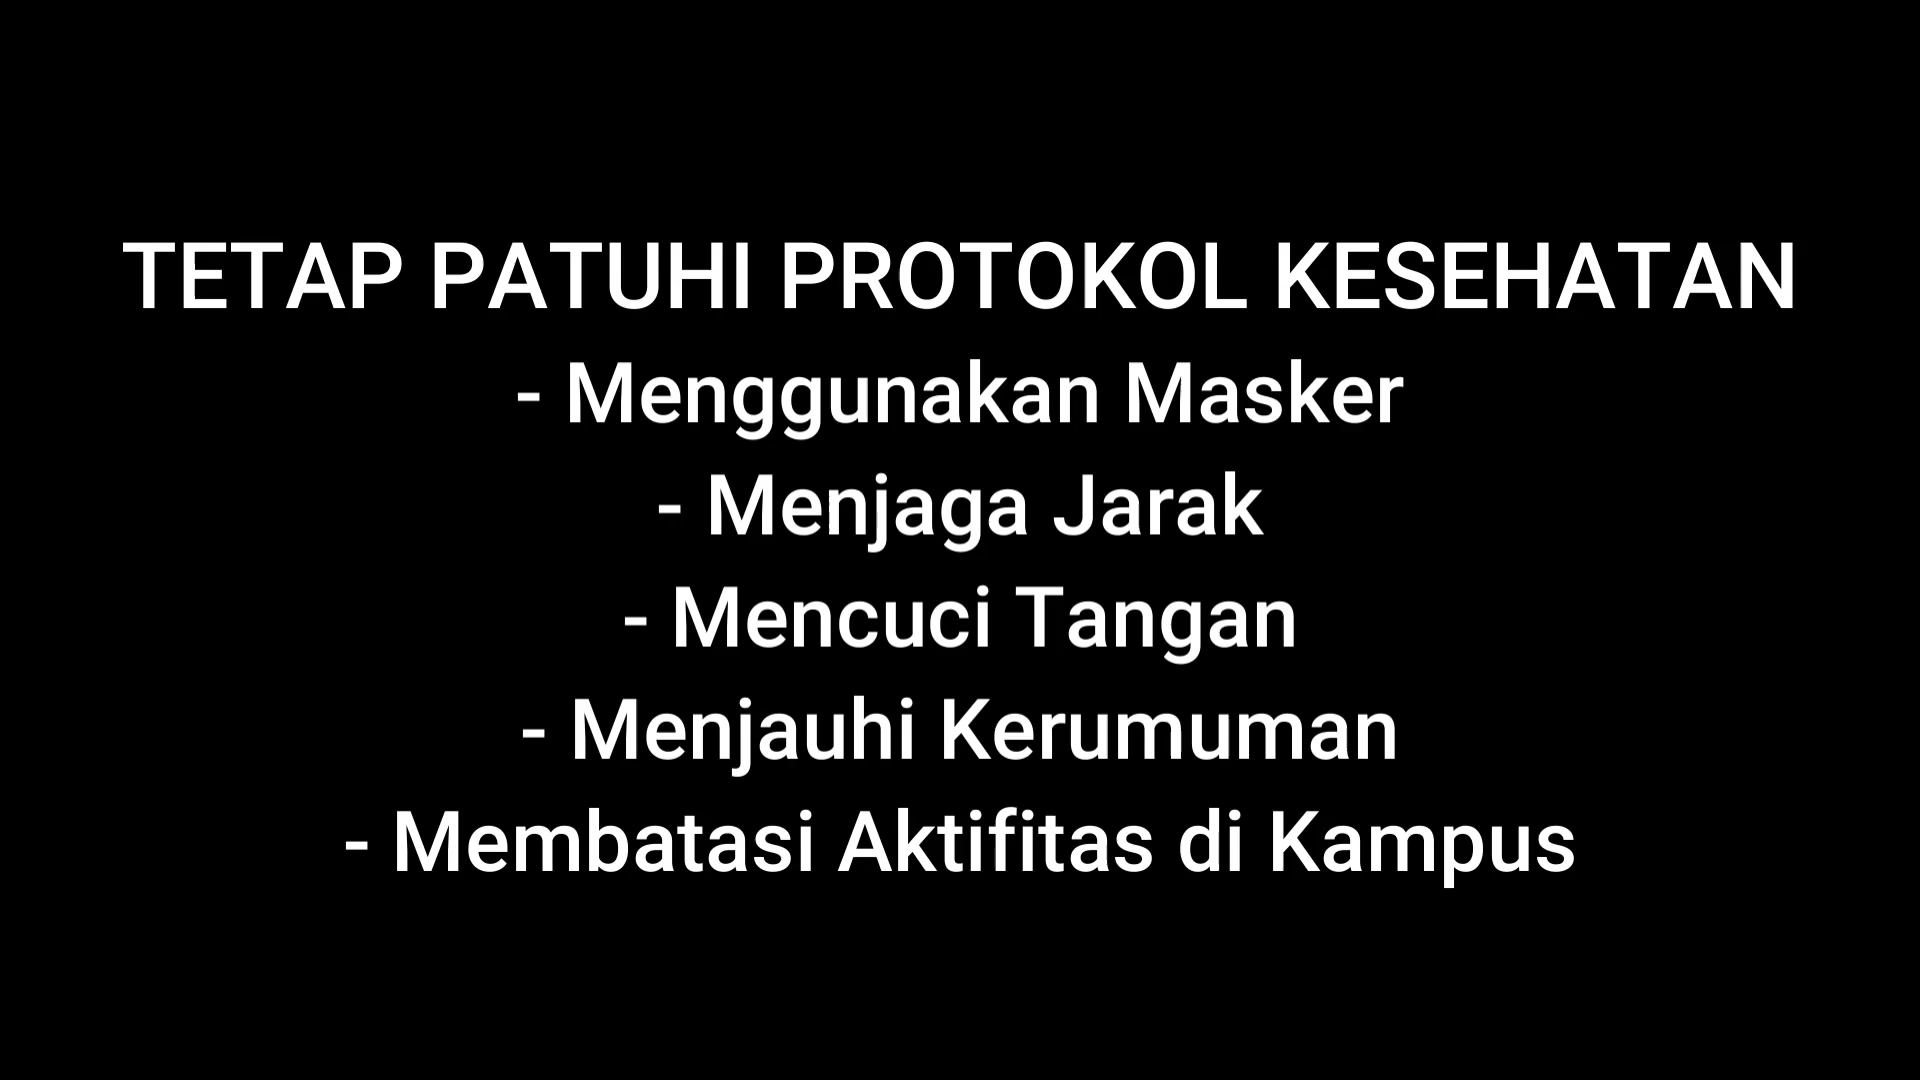 TETAP PATUHI PROTOKOL KESEHATAN
- Menggunakan Masker
- Menjaga Jarak
- Mencuci Tangan
- Menjauhi Kerumuman
- Membatasi Aktifitas di Kampus